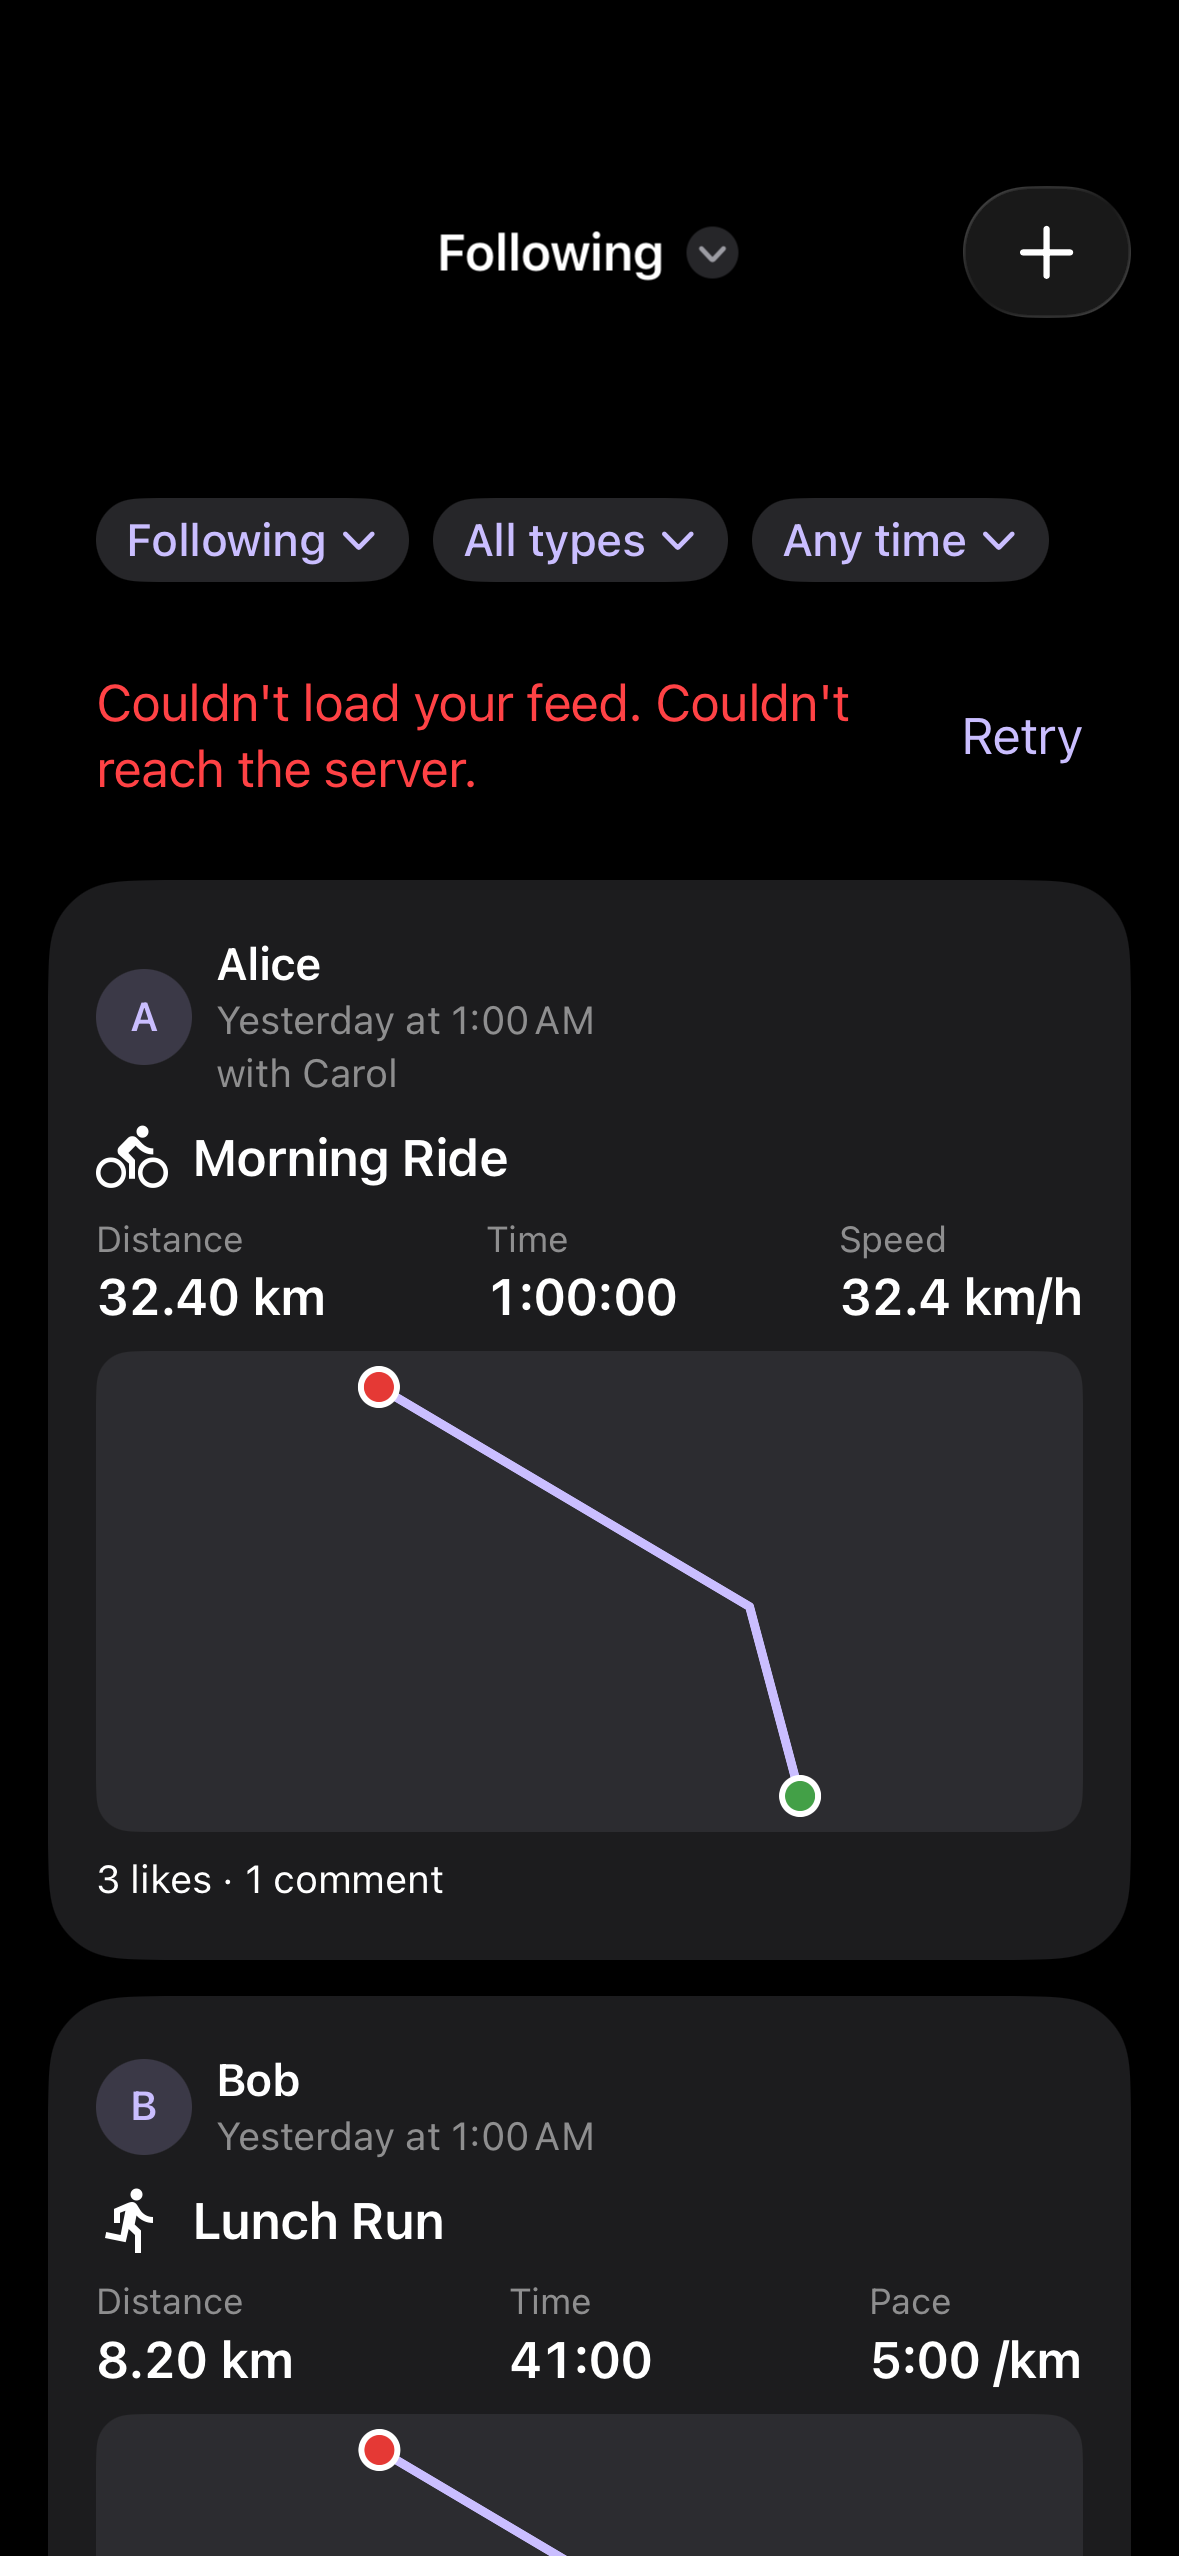 Following
Following
All types
Any time
Couldn't load your feed. Couldn't
reach the server.
Retry
A
Alice
Yesterday at 1:00 AM
with Carol
Morning Ride
Distance
Time
Speed
32.40 km
1:00:00
32.4 km/h
3 likes · 1 comment
B
Bob
Yesterday at 1:00 AM
Lunch Run
Distance
Time
Pace
8.20 km
41:00
5:00 /km